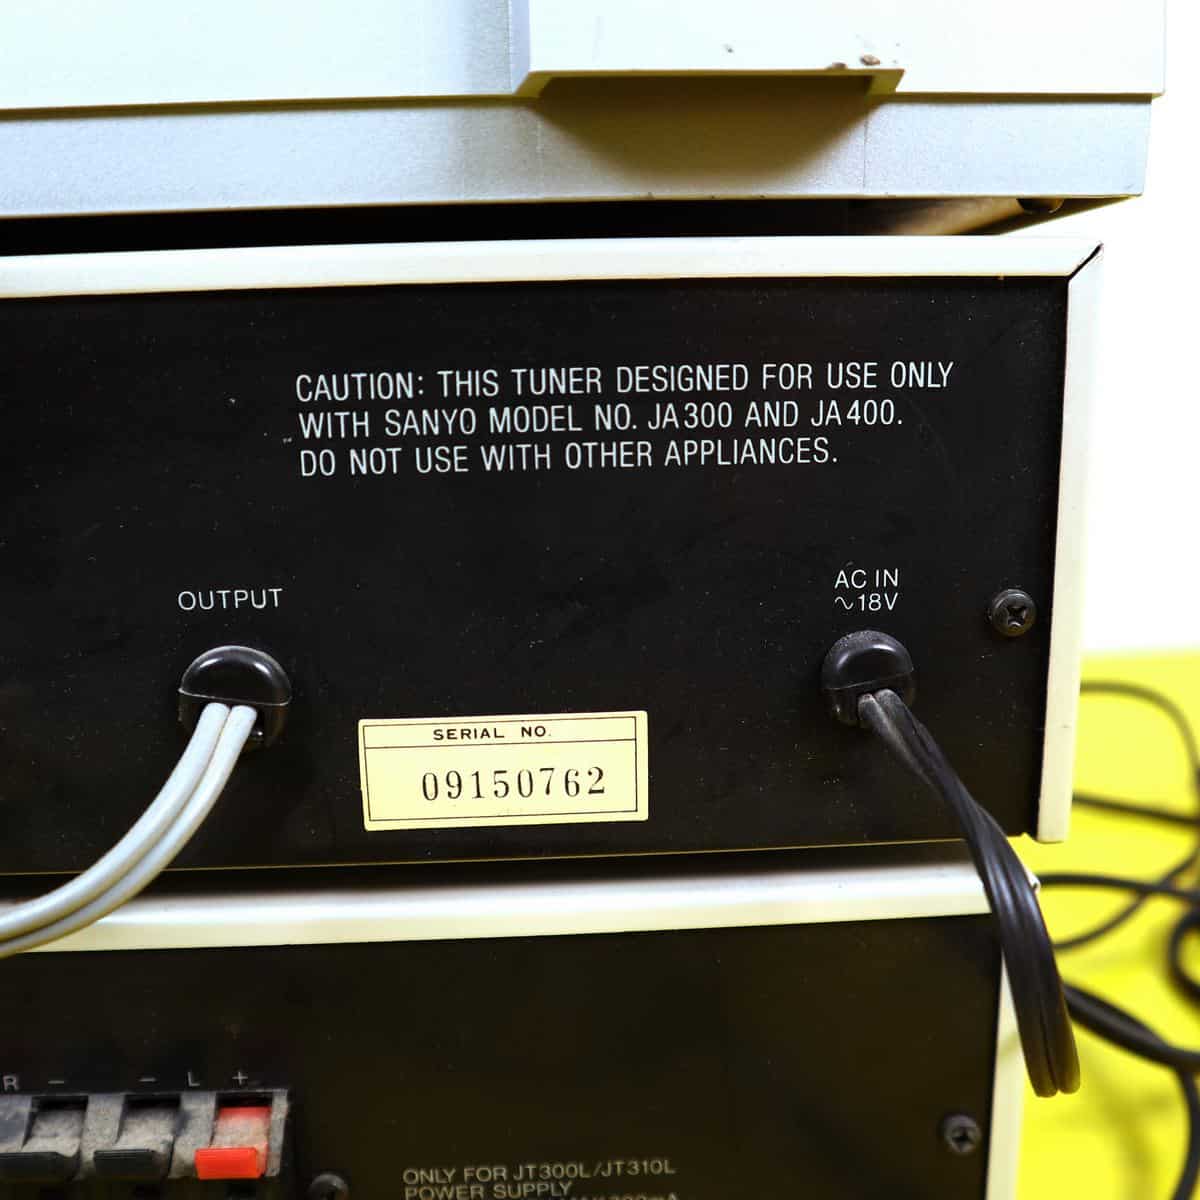 CAUTION: THIS TUNER DESIGNED FOR USE ONLY
WITH SANYO MODEL NO. JA300 AND JA400.
DO NOT USE WITH OTHER APPLIANCES.
OUTPUT
AC IN
~18V
SERIAL NO.
09150762
R − − L +
ONLY FOR JT300L/JT310L
POWER SUPPLY